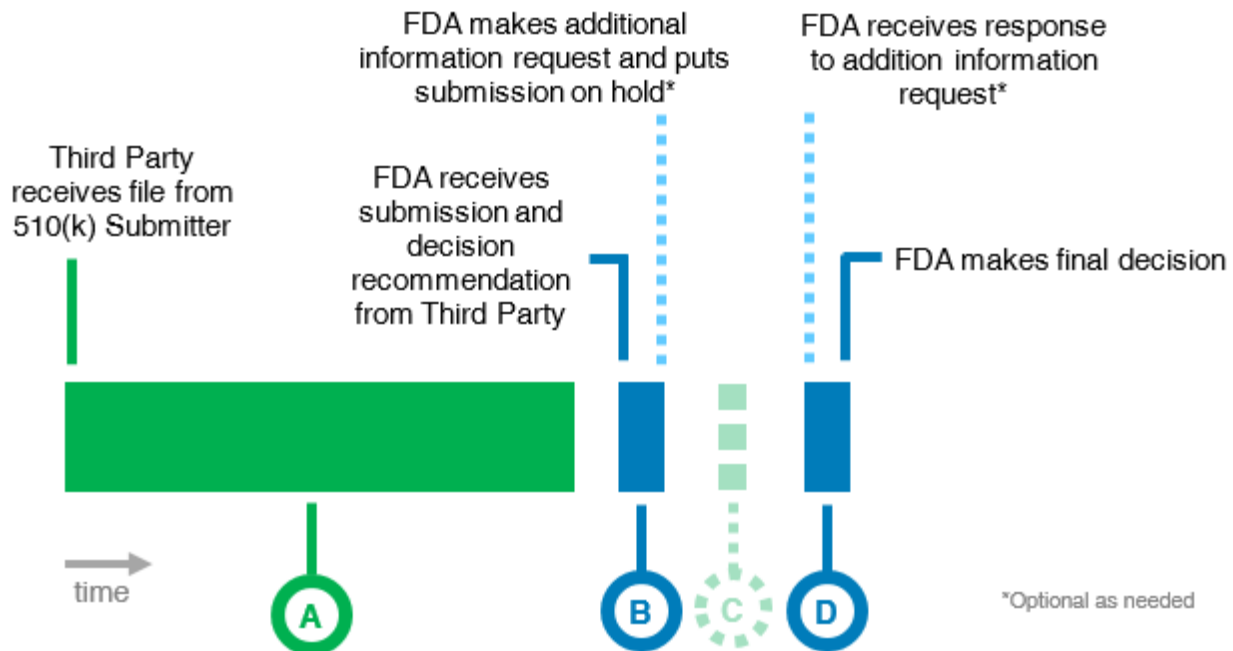 FDA makes additional
information request and puts
submission on hold*
FDA receives response
to addition information
request*
Third Party
receives file from
510(k) Submitter
FDA receives
submission and
decision
recommendation
from Third Party
FDA makes final decision
time
A
B
C
D
*Optional as needed